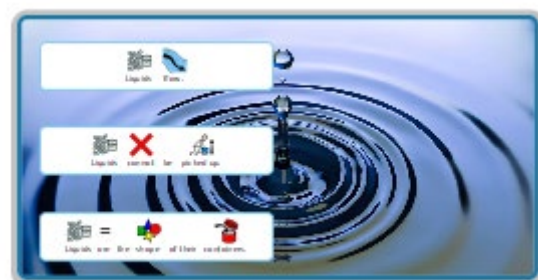 Liquids flow.
Liquids cannot be picked up.
Liquids are the shape of their containers.